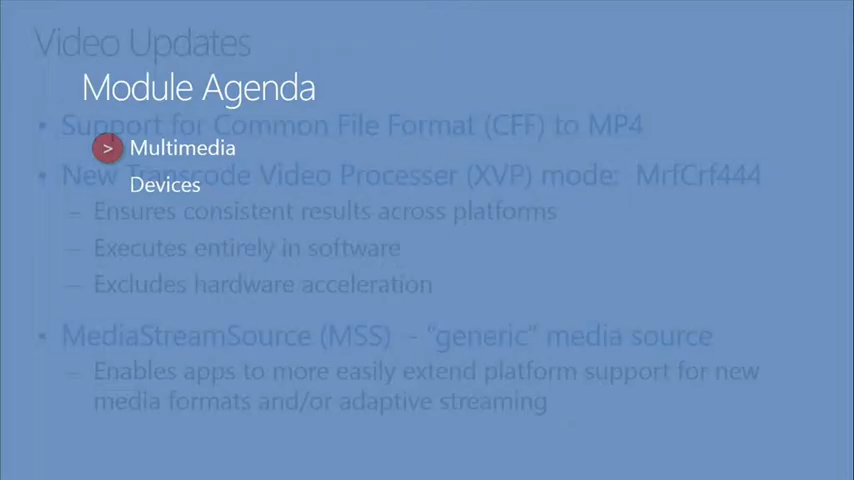 Video Updates
Module Agenda
• Support for Common File Format (CFF) to MP4
> Multimedia
• New Transcode Video Processer (XVP) mode: MrfCrf444
Devices
– Ensures consistent results across platforms
– Executes entirely in software
– Excludes hardware acceleration
• MediaStreamSource (MSS) - "generic" media source
– Enables apps to more easily extend platform support for new
media formats and/or adaptive streaming